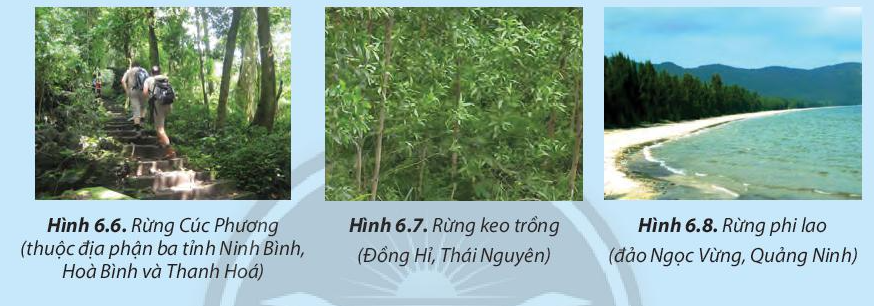 Hình 6.6. Rừng Cúc Phương
(thuộc địa phận ba tỉnh Ninh Bình,
Hoà Bình và Thanh Hoá)
Hình 6.7. Rừng keo trồng
(Đồng Hỉ, Thái Nguyên)
Hình 6.8. Rừng phi lao
(đảo Ngọc Vừng, Quảng Ninh)